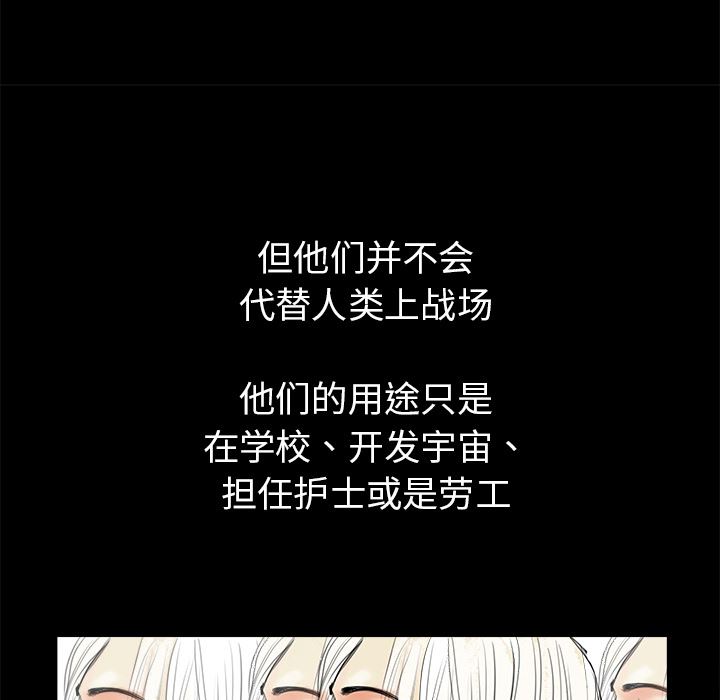 但他们并不会
代替人类上战场
他们的用途只是
在学校、开发宇宙、
担任护士或是劳工